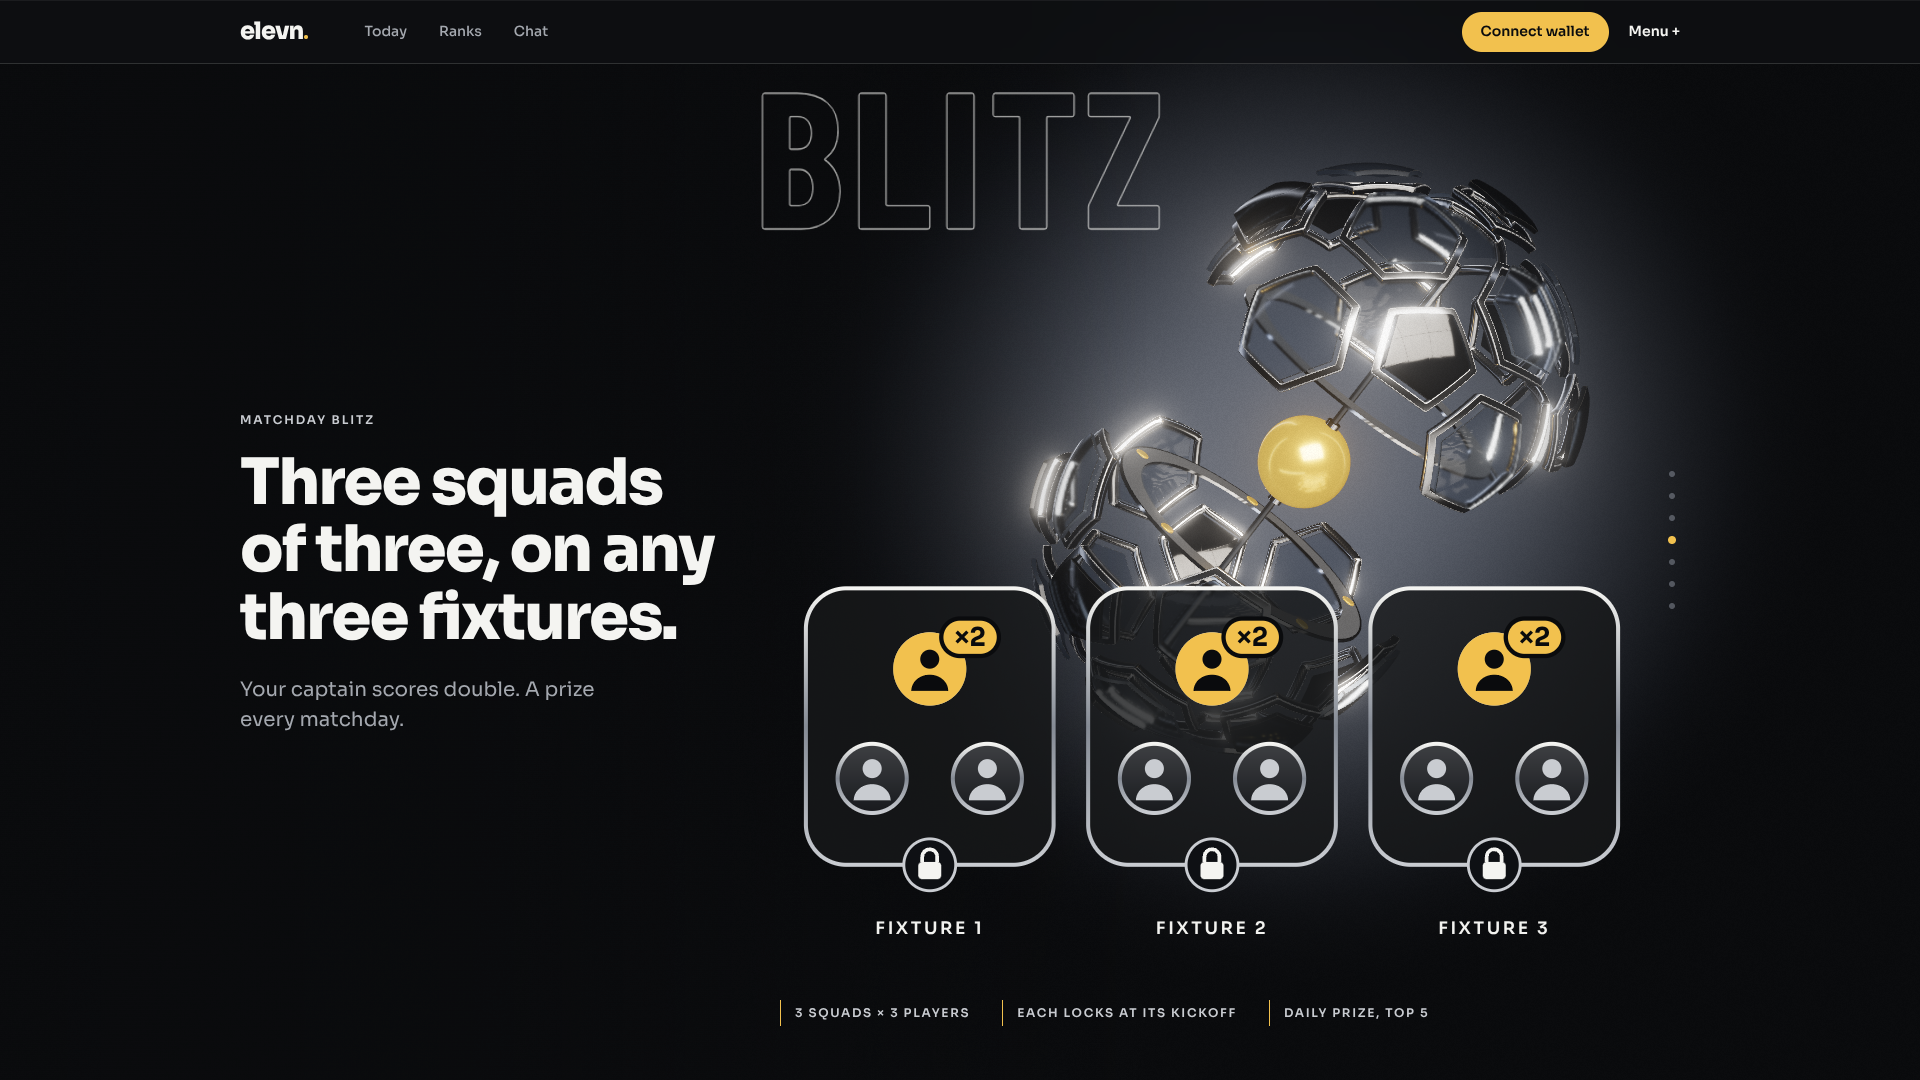 elevn.
Today
Ranks
Chat
Connect wallet
Menu +
BLITZ
MATCHDAY BLITZ
Three squads
of three, on any
three fixtures.
Your captain scores double. A prize
every matchday.
×2
×2
×2
FIXTURE 1
FIXTURE 2
FIXTURE 3
3 SQUADS × 3 PLAYERS
EACH LOCKS AT ITS KICKOFF
DAILY PRIZE, TOP 5